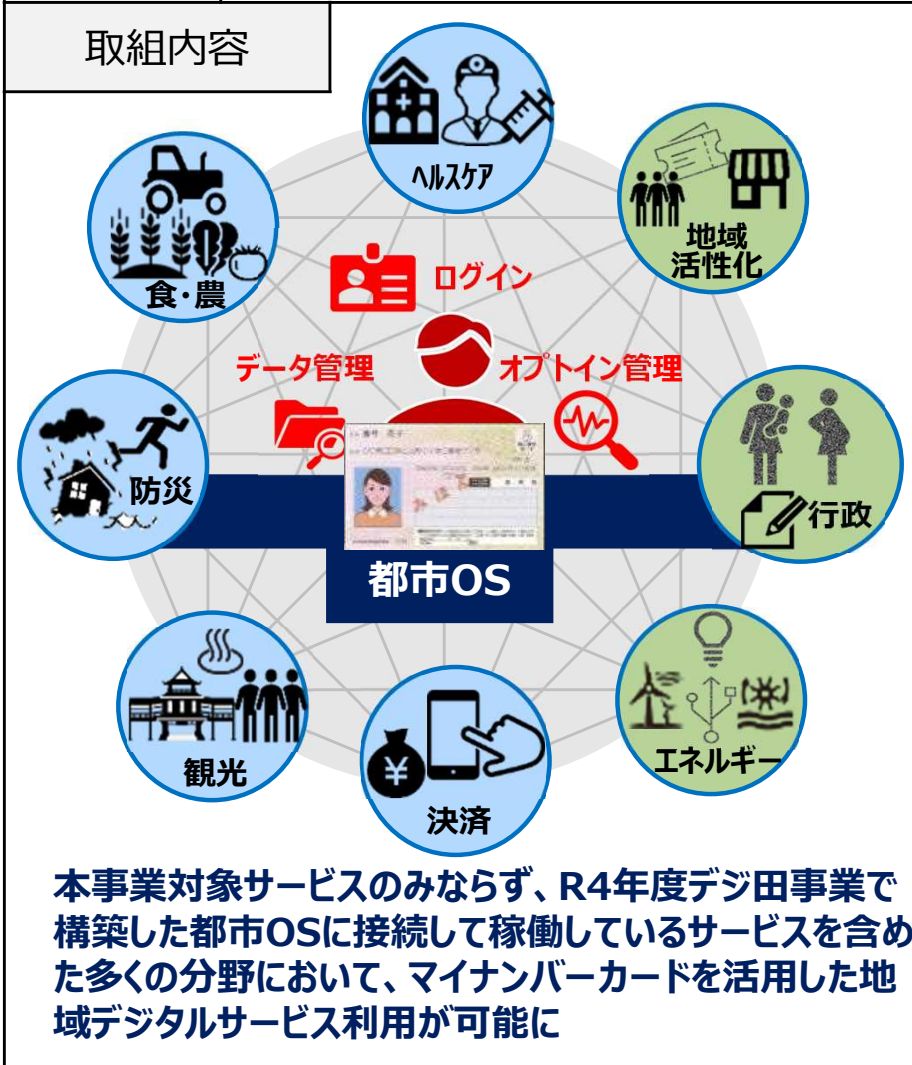 取組内容
ヘルスケア
地域
活性化
食・農
ログイン
データ管理
オプトイン管理
防災
行政
都市OS
観光
¥
決済
エネルギー
本事業対象サービスのみならず、R4年度デジ田事業で
構築した都市OSに接続して稼働しているサービスを含め
た多くの分野において、マイナンバーカードを活用した地
域デジタルサービス利用が可能に